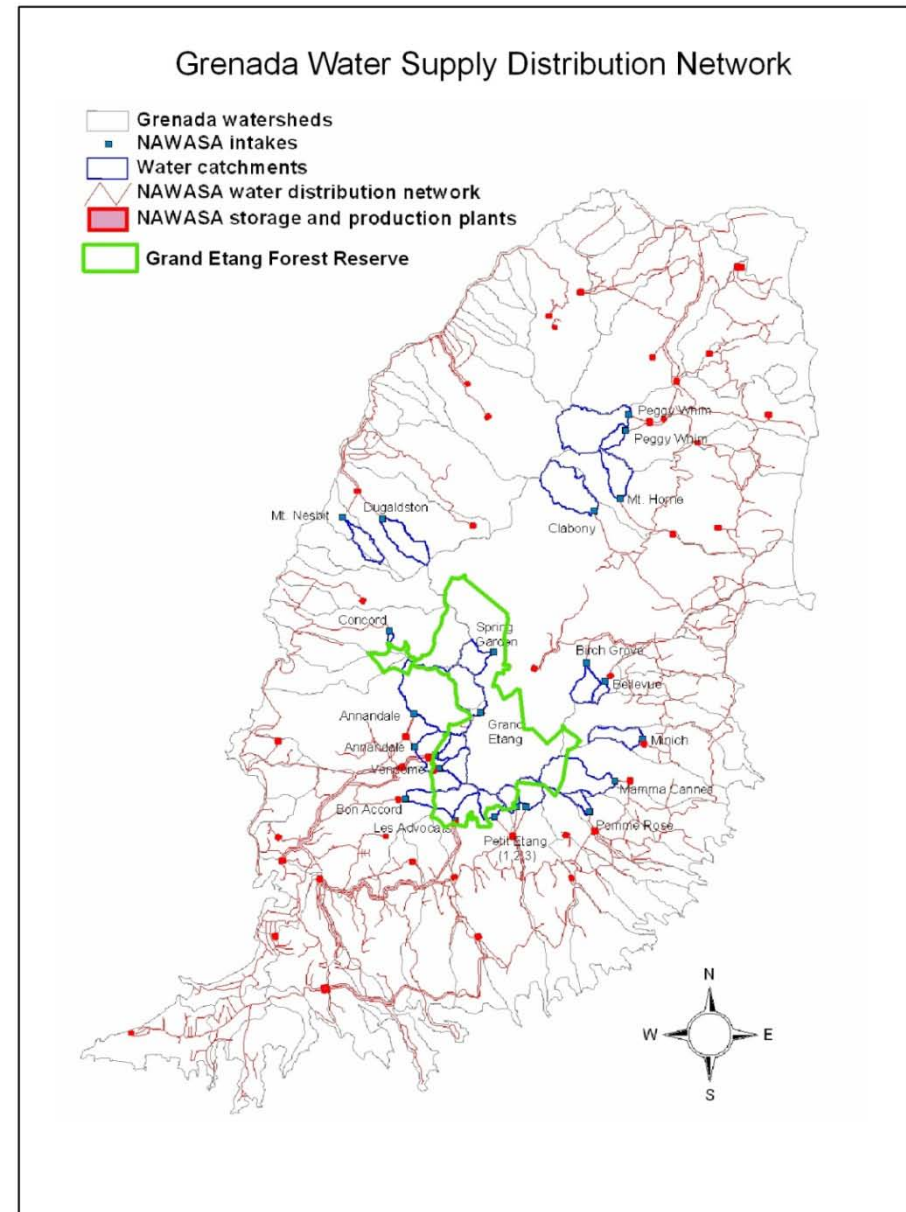 Grenada Water Supply Distribution Network
Grenada watersheds
NAWASA intakes
Water catchments
NAWASA water distribution network
NAWASA storage and production plants
Grand Etang Forest Reserve
Peggy Whim
Peggy Whim
Mt. Horne
Clabony
Mt. Nesbit
Dugaldston
Concord
Spring
Garden
Birch Grove
Bellevue
Annandale
Grand
Etang
Annandale
Minich
Vendome
Mamma Cannes
Bon Accord
Les Advocats
Pemme Rose
Petit Etang
(1,2,3)
N
W
E
S